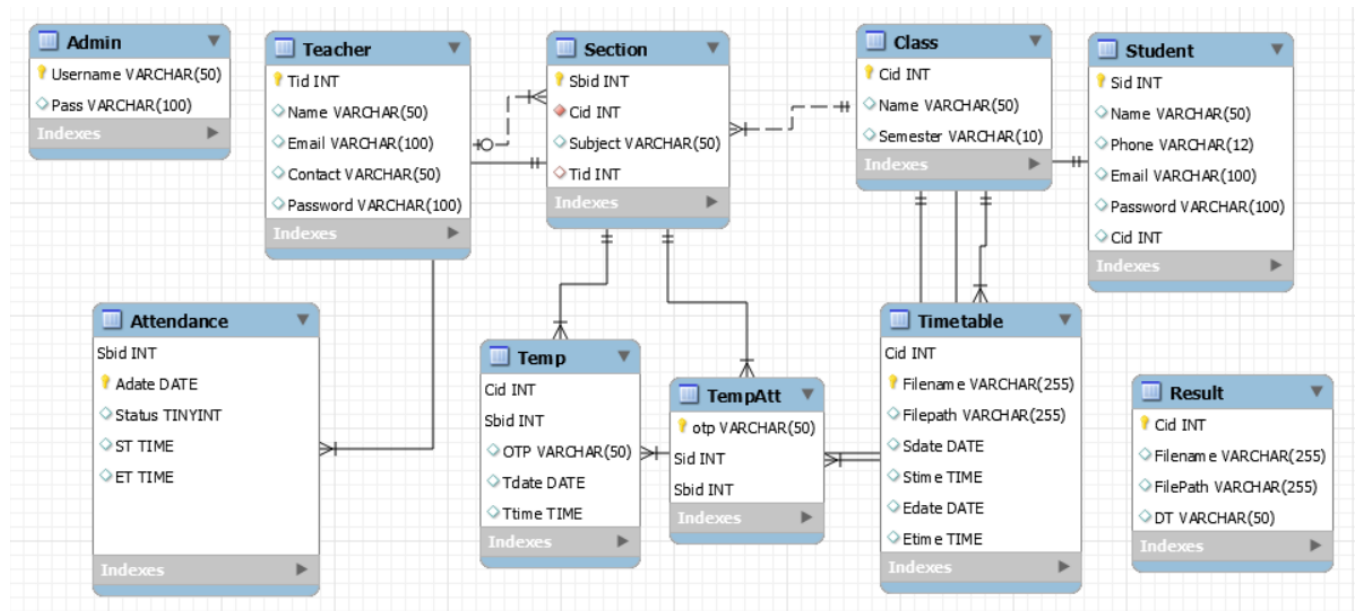 Admin
Username VARCHAR(50)
Pass VARCHAR(100)
Indexes
Teacher
Tid INT
Name VARCHAR(50)
Email VARCHAR(100)
Contact VARCHAR(50)
Password VARCHAR(100)
Indexes
Section
Sbid INT
Cid INT
Subject VARCHAR(50)
Tid INT
Indexes
Class
Cid INT
Name VARCHAR(50)
Semester VARCHAR(10)
Indexes
Student
Sid INT
Name VARCHAR(50)
Phone VARCHAR(12)
Email VARCHAR(100)
Password VARCHAR(100)
Cid INT
Indexes
Attendance
Sbid INT
Adate DATE
Status TINYINT
ST TIME
ET TIME
Indexes
Temp
Cid INT
Sbid INT
OTP VARCHAR(50)
Tdate DATE
Ttime TIME
Indexes
TempAtt
otp VARCHAR(50)
Sid INT
Sbid INT
Indexes
Timetable
Cid INT
Filename VARCHAR(255)
Filepath VARCHAR(255)
Sdate DATE
Stime TIME
Edate DATE
Etime TIME
Indexes
Result
Cid INT
Filename VARCHAR(255)
FilePath VARCHAR(255)
DT VARCHAR(50)
Indexes